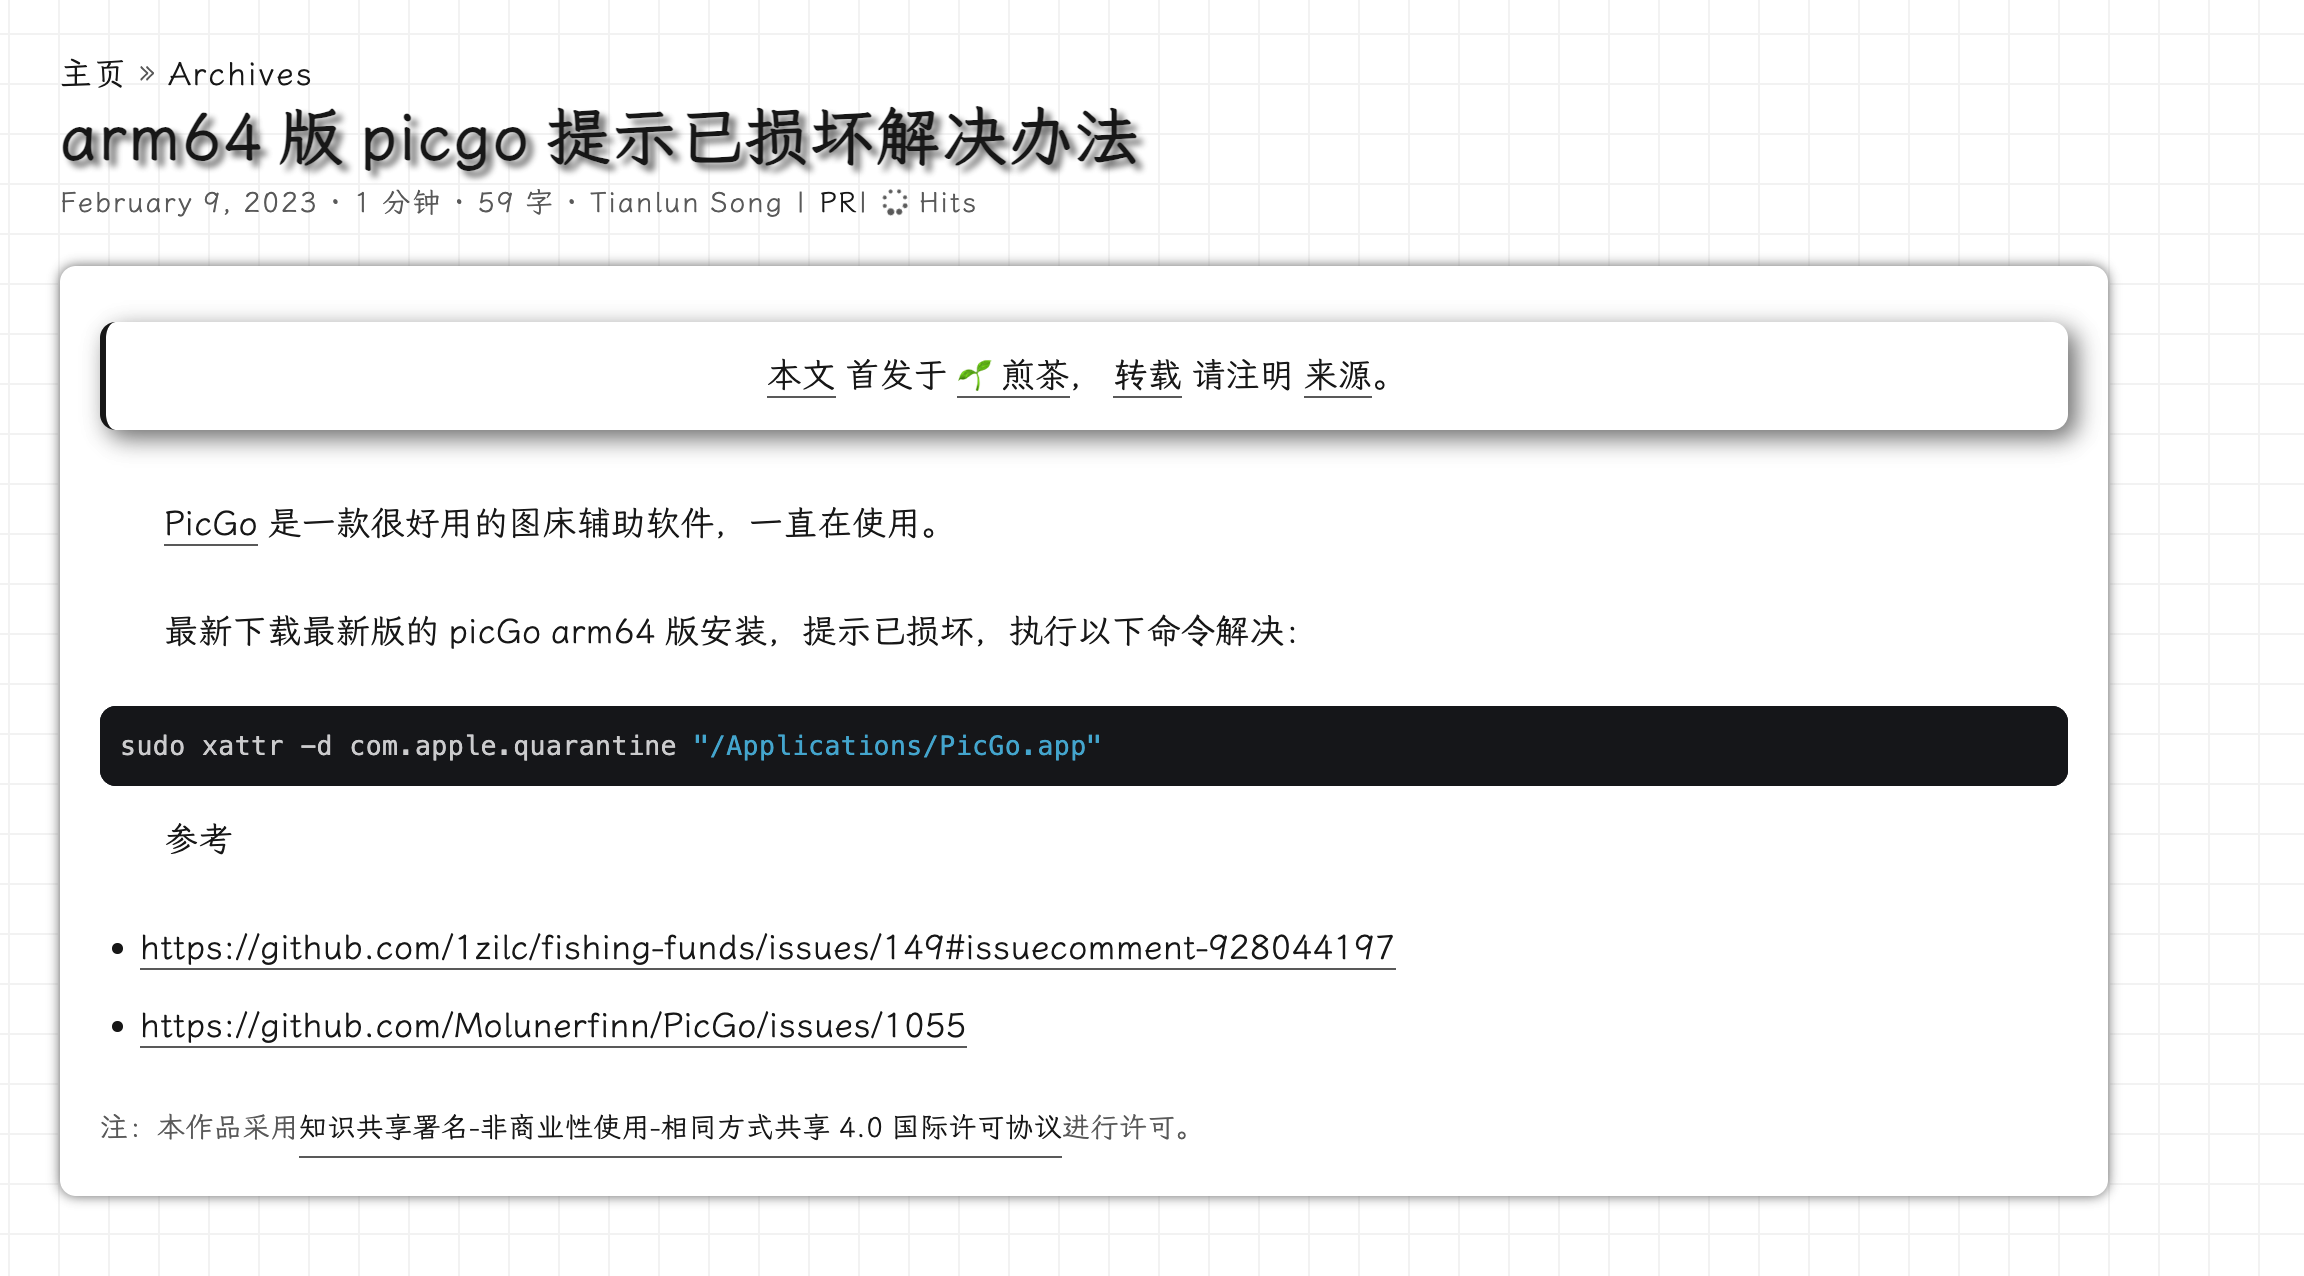 主页 » Archives
arm64 版 picgo 提示已损坏解决办法
February 9, 2023 · 1 分钟 · 59 字 · Tianlun Song | PR| Hits
本文 首发于 🌱 煎茶， 转载 请注明 来源。
PicGo 是一款很好用的图床辅助软件，一直在使用。
最新下载最新版的 picGo arm64 版安装，提示已损坏，执行以下命令解决：
sudo xattr -d com.apple.quarantine "/Applications/PicGo.app"
参考
• https://github.com/1zilc/fishing-funds/issues/149#issuecomment-928044197
• https://github.com/Molunerfinn/PicGo/issues/1055
注：本作品采用知识共享署名-非商业性使用-相同方式共享 4.0 国际许可协议进行许可。